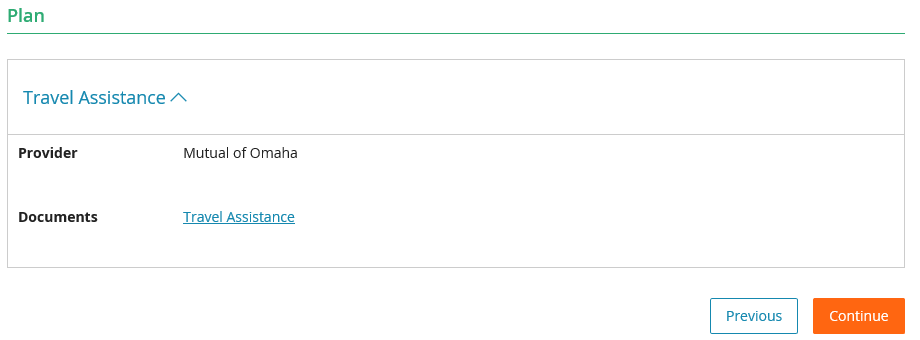 Plan
Travel Assistance
Provider Mutual of Omaha
Documents Travel Assistance
Previous Continue